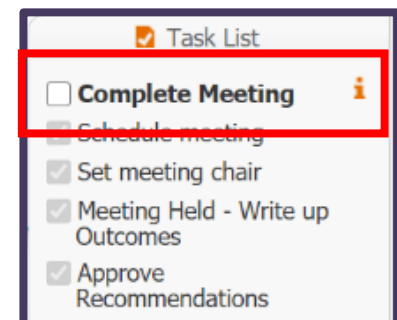 Task List
Complete Meeting i
Schedule meeting
Set meeting chair
Meeting Held - Write up
Outcomes
Approve
Recommendations